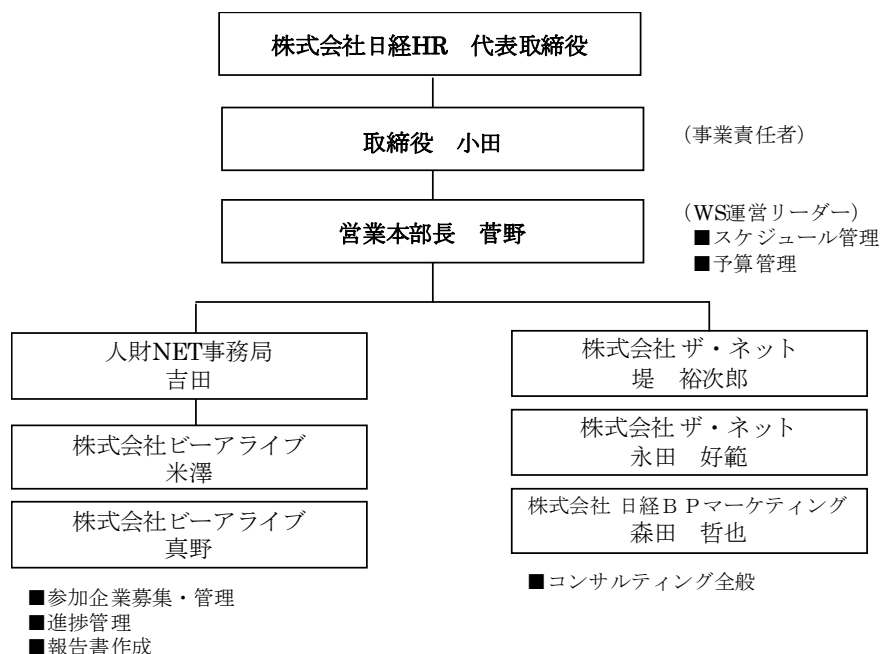 株式会社日経HR　代表取締役
取締役　小田
（事業責任者）
営業本部長　菅野
（WS運営リーダー）
■スケジュール管理
■予算管理
人財NET事務局
吉田
株式会社ビーアライブ
米澤
株式会社ビーアライブ
真野
■参加企業募集・管理
■進捗管理
■報告書作成
株式会社 ザ・ネット
堤　裕次郎
株式会社 ザ・ネット
永田　好範
株式会社 日経ＢＰマーケティング
森田　哲也
■コンサルティング全般